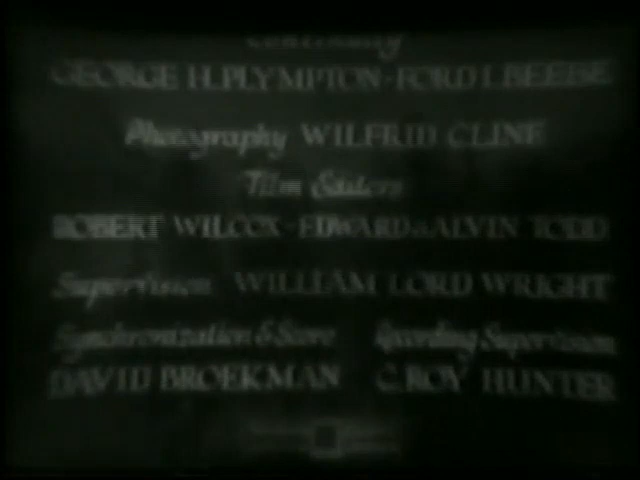 Continuity
GEORGE H. PLYMPTON - FORD I. BEEBE
Photography WILFRID CLINE
Film Editors
ROBERT WILCOX - EDWARD & ALVIN TODD
Supervision WILLIAM LORD WRIGHT
Synchronization & Score Recording Supervision
DAVID BROEKMAN C. ROY HUNTER